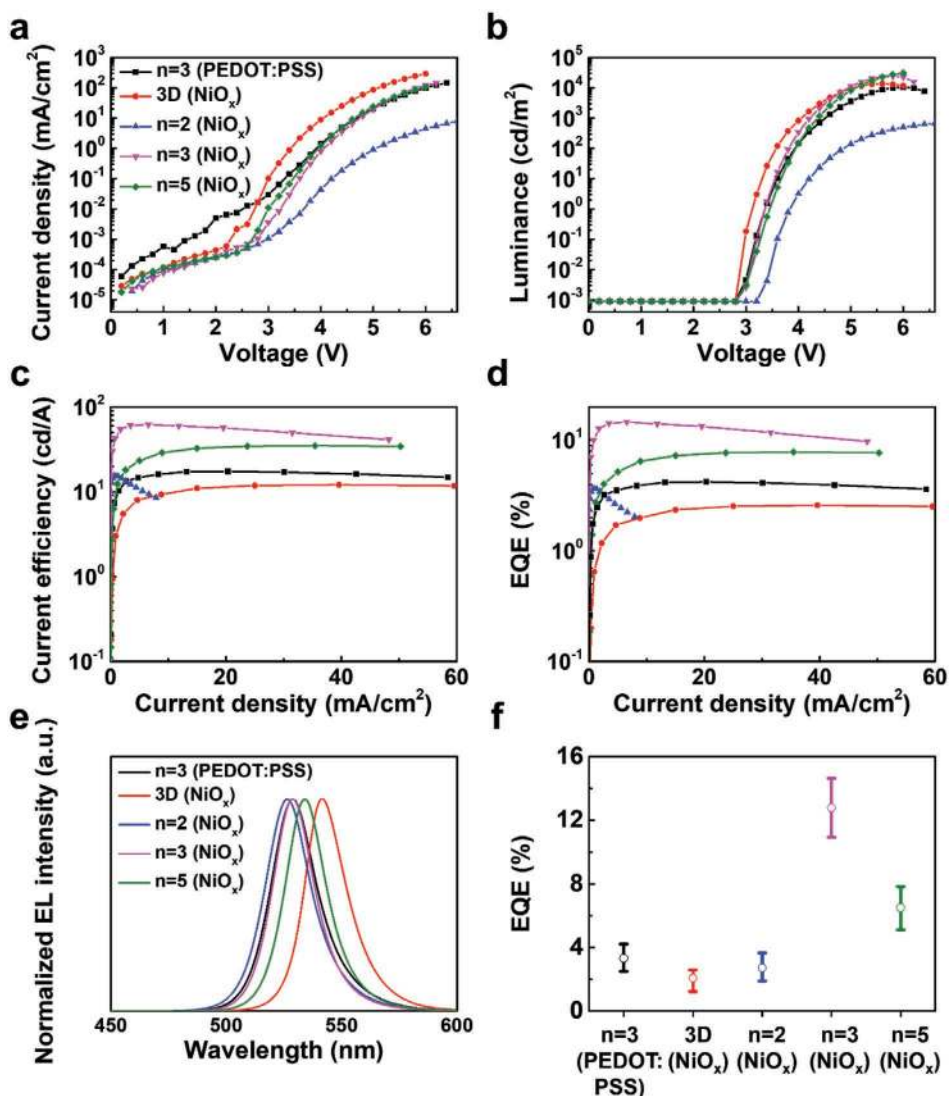 a
Current density (mA/cm²)
10³
10²
10¹
10⁰
10⁻¹
10⁻²
10⁻³
10⁻⁴
10⁻⁵
n=3 (PEDOT:PSS)
3D (NiOₓ)
n=2 (NiOₓ)
n=3 (NiOₓ)
n=5 (NiOₓ)
0 1 2 3 4 5 6
Voltage (V)
b
Luminance (cd/m²)
10⁵
10⁴
10³
10²
10¹
10⁰
10⁻¹
10⁻²
10⁻³
0 1 2 3 4 5 6
Voltage (V)
c
Current efficiency (cd/A)
10²
10¹
10⁰
10⁻¹
0 20 40 60
Current density (mA/cm²)
d
EQE (%)
10¹
10⁰
10⁻¹
0 20 40 60
Current density (mA/cm²)
e
Normalized EL intensity (a.u.)
n=3 (PEDOT:PSS)
3D (NiOₓ)
n=2 (NiOₓ)
n=3 (NiOₓ)
n=5 (NiOₓ)
450 500 550 600
Wavelength (nm)
f
EQE (%)
16
12
8
4
0
n=3 3D n=2 n=3 n=5
(PEDOT: (NiOₓ) (NiOₓ) (NiOₓ) (NiOₓ)
PSS)